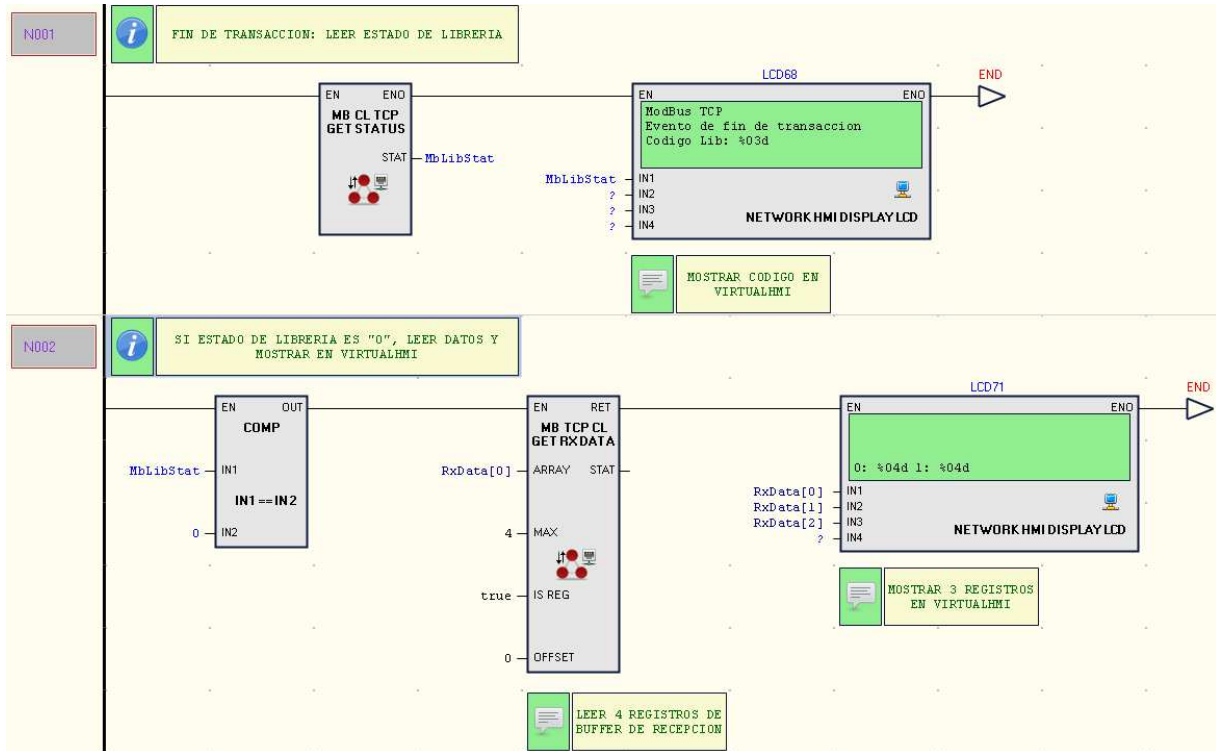 N001
FIN DE TRANSACCION: LEER ESTADO DE LIBRERIA
LCD68
END
EN ENO
MB CL TCP
GET STATUS
STAT
MbLibStat
EN ENO
ModBus TCP
Evento de fin de transaccion
Codigo Lib: %03d
MbLibStat IN1
? IN2
? IN3
? IN4
NETWORK HMI DISPLAY LCD
MOSTRAR CODIGO EN
VIRTUALHMI
N002
SI ESTADO DE LIBRERIA ES "0", LEER DATOS Y
MOSTRAR EN VIRTUALHMI
LCD71
END
EN OUT
COMP
MbLibStat IN1
IN1==IN2
0 IN2
EN RET
MB TCP CL
GET RX DATA
RxData[0] ARRAY STAT
4 MAX
true IS REG
0 OFFSET
LEER 4 REGISTROS DE
BUFFER DE RECEPCION
EN ENO
0: %04d 1: %04d
RxData[0] IN1
RxData[1] IN2
RxData[2] IN3
? IN4
NETWORK HMI DISPLAY LCD
MOSTRAR 3 REGISTROS
EN VIRTUALHMI